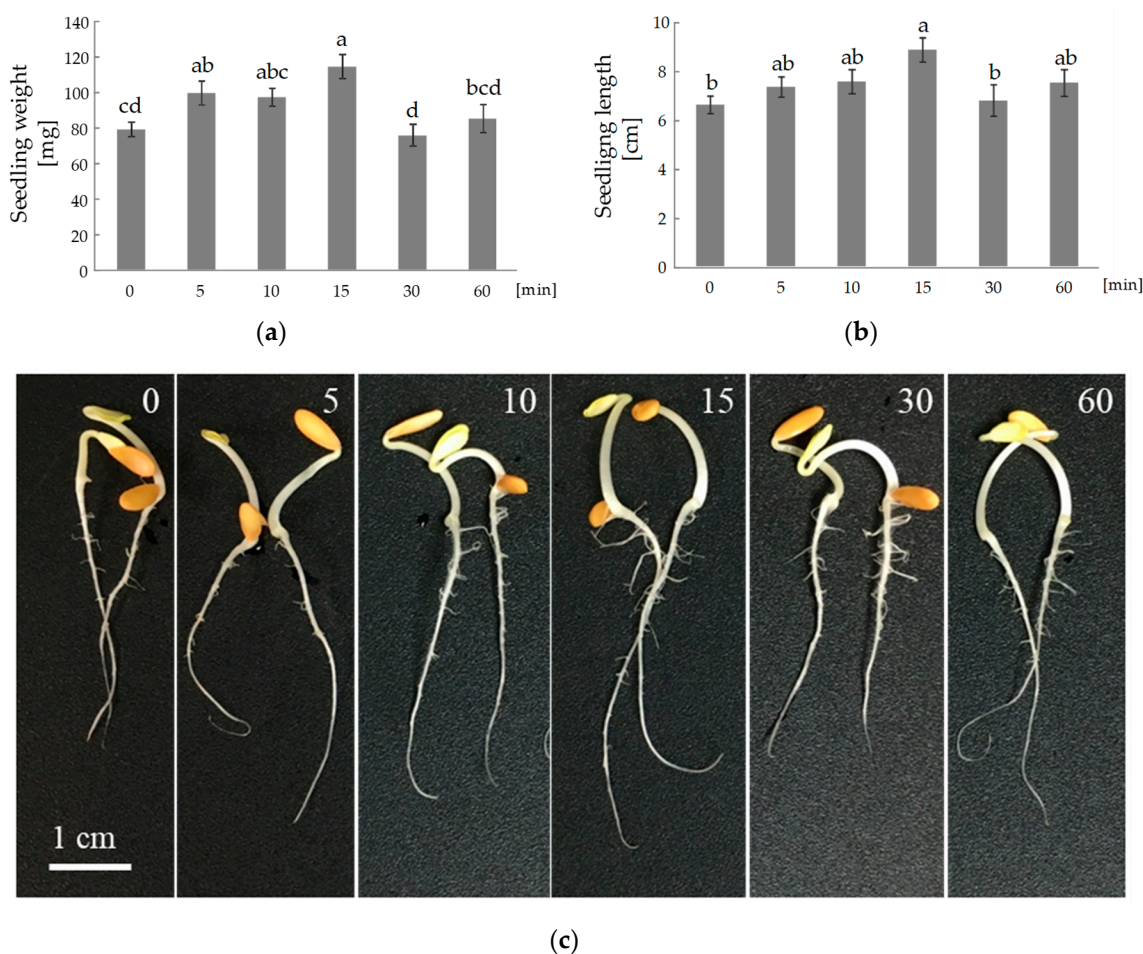 Seedling weight
[mg]
140
120
100
80
60
40
20
0
cd
ab
abc
a
d
bcd
0 5 10 15 30 60 [min]
(a)
Seedligng length
[cm]
10
8
6
4
2
0
b
ab
ab
a
b
ab
0 5 10 15 30 60 [min]
(b)
0 5 10 15 30 60
1 cm
(c)